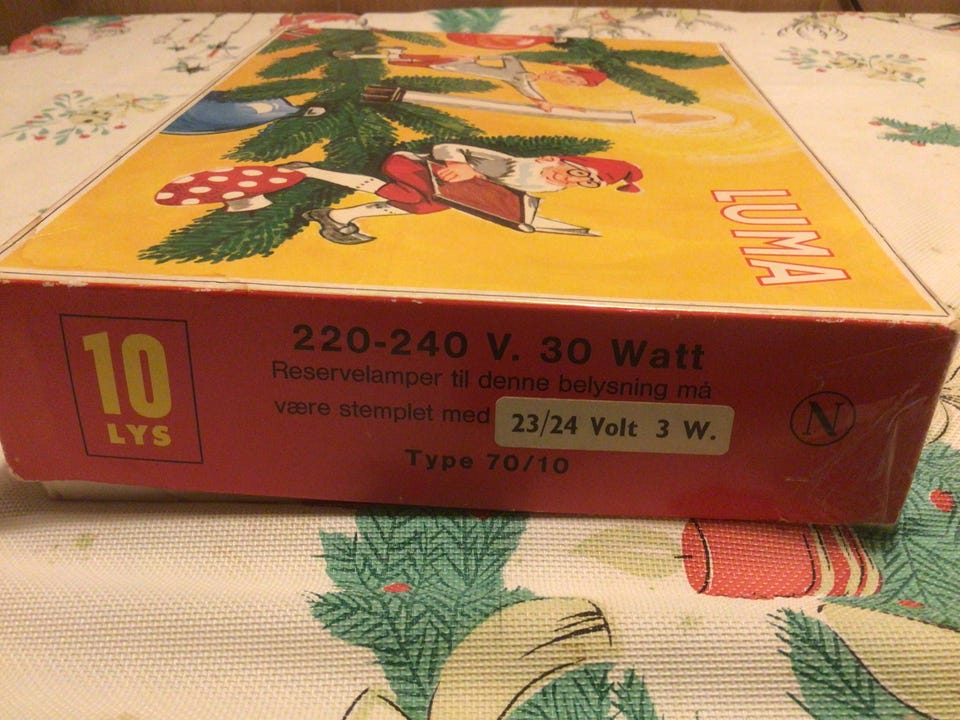 LUMA
10
LYS
220-240 V. 30 Watt
Reservelamper til denne belysning må
være stemplet med 23/24 Volt 3 W.
Type 70/10
N